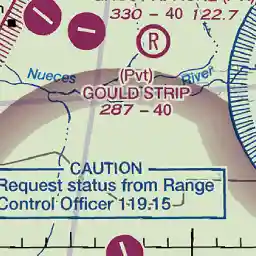 330 - 40 122.7
R
Nueces
River
(Pvt)
GOULD STRIP
287 - 40
CAUTION
Request status from Range
Control Officer 119.15